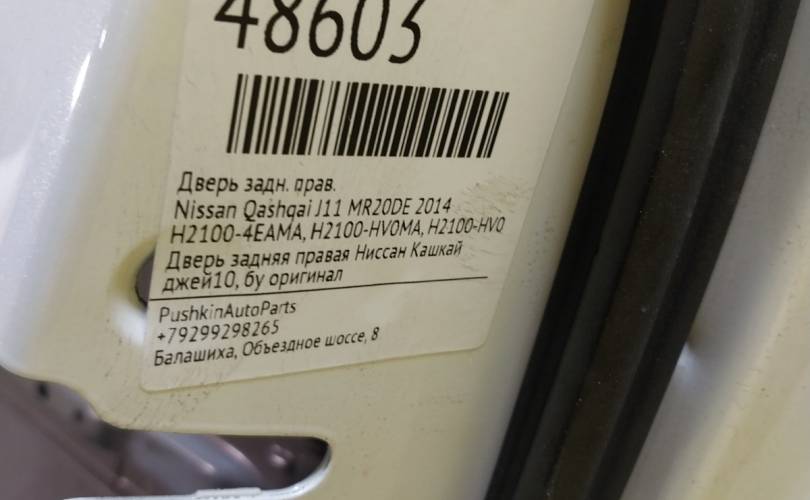 48603
Дверь задн. прав.
Nissan Qashqai J11 MR20DE 2014
H2100-4EAMA, H2100-HV0MA, H2100-HV0
Дверь задняя правая Ниссан Кашкай
джей10, бу оригинал
PushkinAutoParts
+79299298265
Балашиха, Объездное шоссе, 8